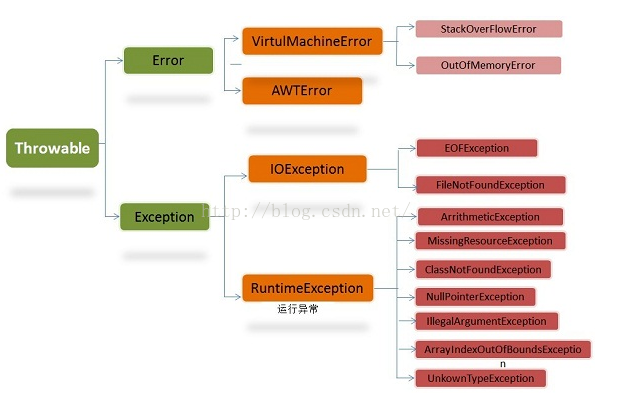 Throwable
Error
VirtulMachineError
StackOverFlowError
OutOfMemoryError
AWTError
Exception
IOException
EOFException
FileNotFoundException
http://blog.csdn.net/
RuntimeException
运行异常
ArrithmeticException
MissingResourceException
ClassNotFoundException
NullPointerException
IllegalArgumentException
ArrayIndexOutOfBoundsExceptio
n
UnkownTypeException